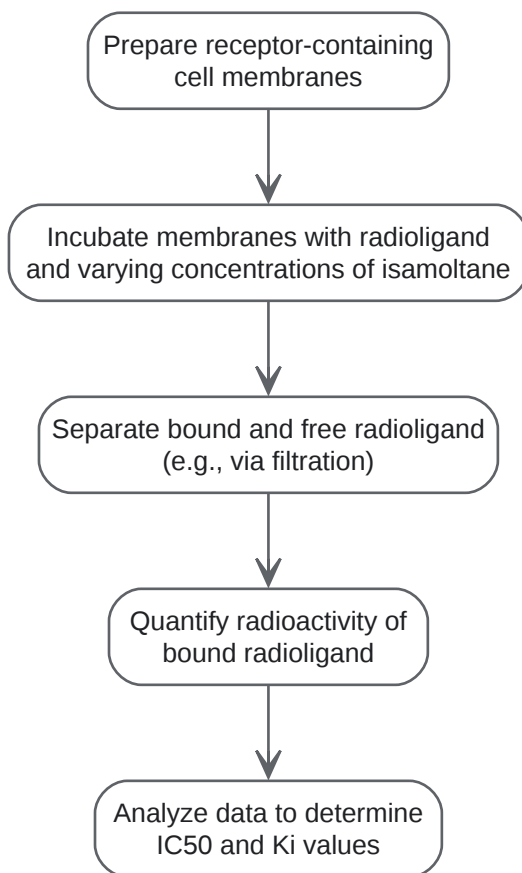 Prepare receptor-containing
cell membranes
Incubate membranes with radioligand
and varying concentrations of isamoltane
Separate bound and free radioligand
(e.g., via filtration)
Quantify radioactivity of
bound radioligand
Analyze data to determine
IC50 and Ki values